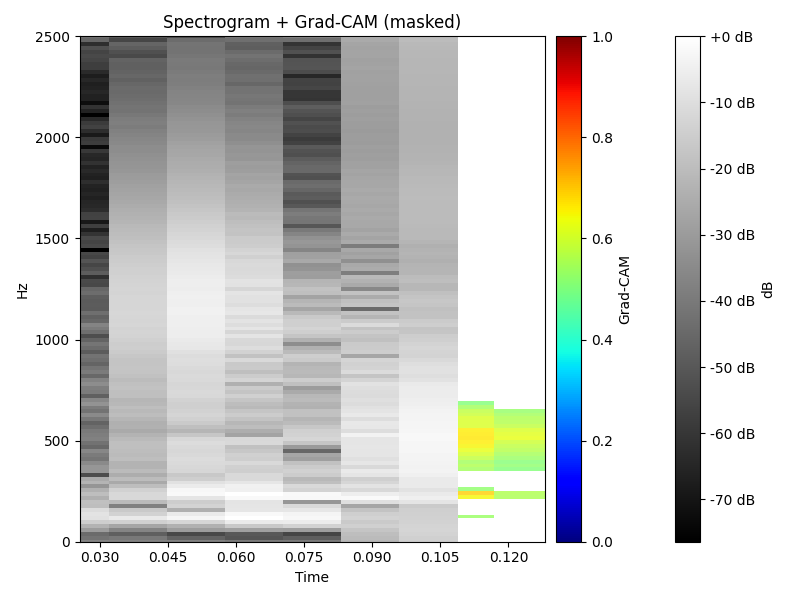 Spectrogram + Grad-CAM (masked)
2500
2000
1500
1000
500
0
Hz
0.030
0.045
0.060
0.075
0.090
0.105
0.120
Time
1.0
0.8
0.6
0.4
0.2
0.0
Grad-CAM
+0 dB
-10 dB
-20 dB
-30 dB
-40 dB
-50 dB
-60 dB
-70 dB
dB